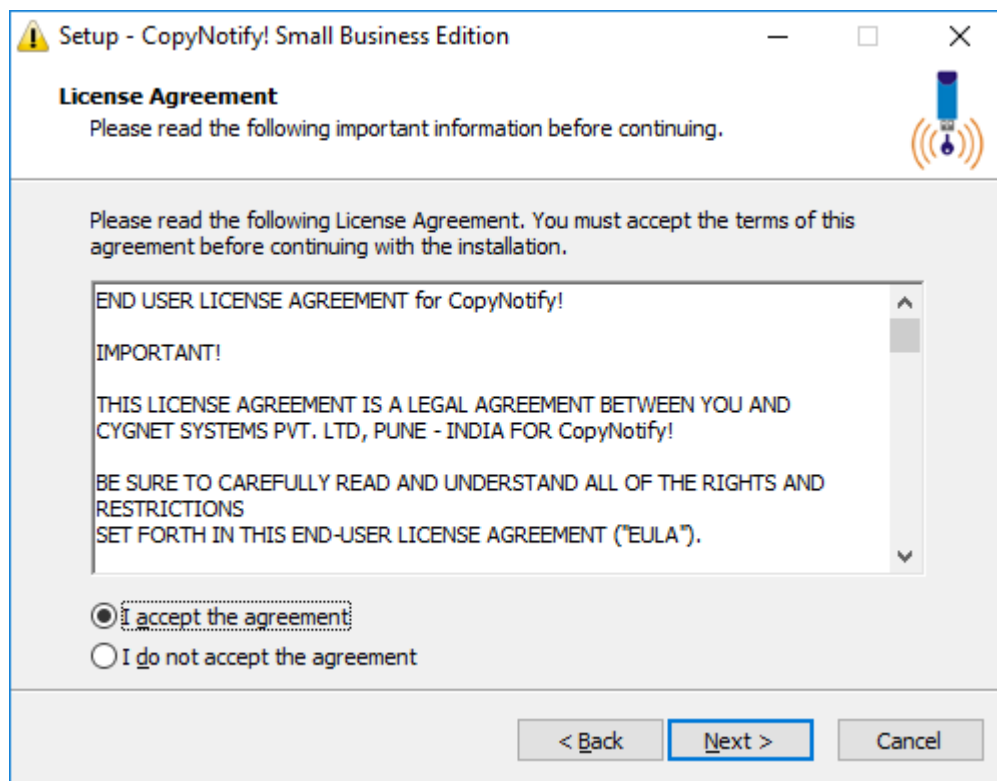 Setup - CopyNotify! Small Business Edition
License Agreement
Please read the following important information before continuing.
Please read the following License Agreement. You must accept the terms of this
agreement before continuing with the installation.
END USER LICENSE AGREEMENT for CopyNotify!
IMPORTANT!
THIS LICENSE AGREEMENT IS A LEGAL AGREEMENT BETWEEN YOU AND
CYGNET SYSTEMS PVT. LTD, PUNE - INDIA FOR CopyNotify!
BE SURE TO CAREFULLY READ AND UNDERSTAND ALL OF THE RIGHTS AND
RESTRICTIONS
SET FORTH IN THIS END-USER LICENSE AGREEMENT ("EULA").
I accept the agreement
I do not accept the agreement
< Back
Next >
Cancel